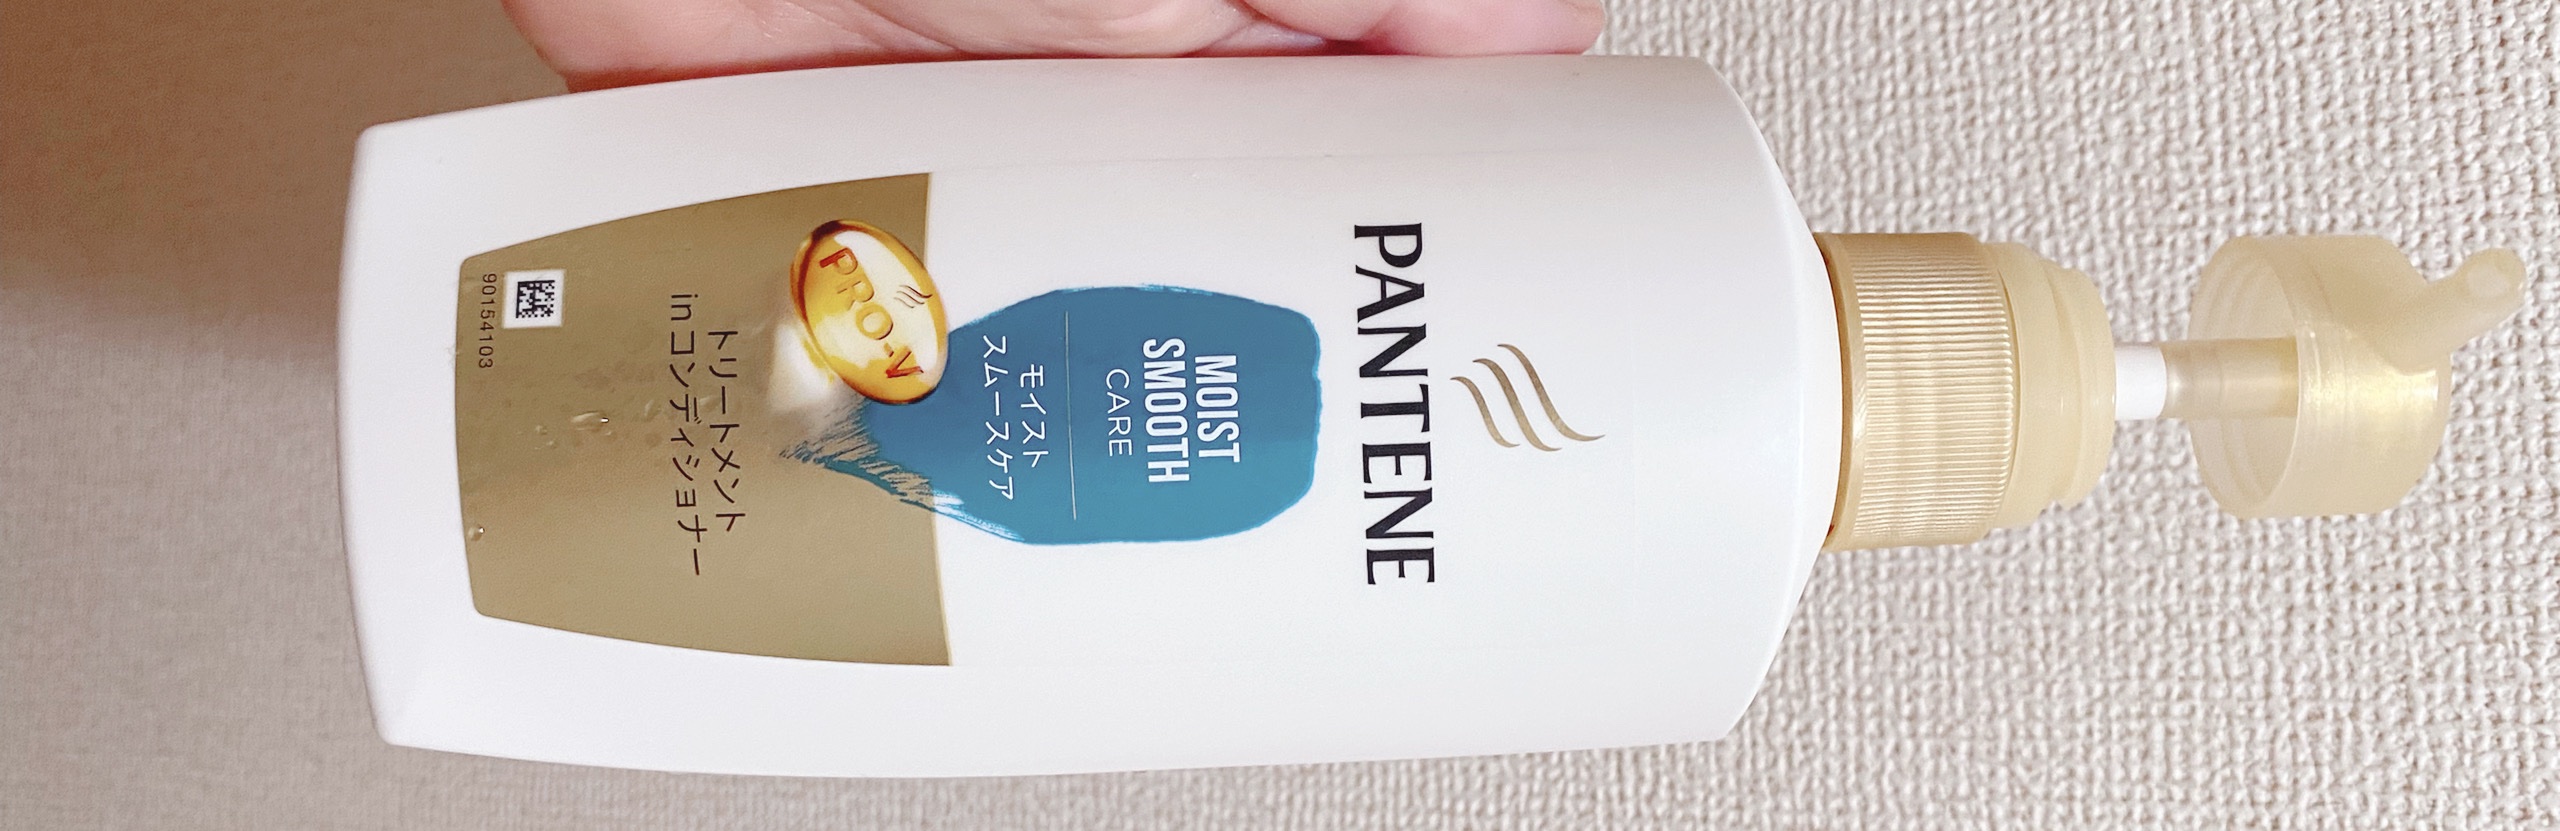 PANTENE
MOIST
SMOOTH
CARE
モイスト
スムースケア
PRO-V
トリートメント
inコンディショナー
90154103